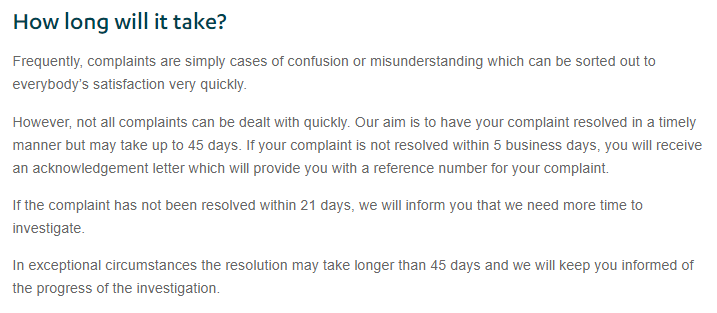 How long will it take?
Frequently, complaints are simply cases of confusion or misunderstanding which can be sorted out to
everybody's satisfaction very quickly.
However, not all complaints can be dealt with quickly. Our aim is to have your complaint resolved in a timely
manner but may take up to 45 days. If your complaint is not resolved within 5 business days, you will receive
an acknowledgement letter which will provide you with a reference number for your complaint.
If the complaint has not been resolved within 21 days, we will inform you that we need more time to
investigate.
In exceptional circumstances the resolution may take longer than 45 days and we will keep you informed of
the progress of the investigation.